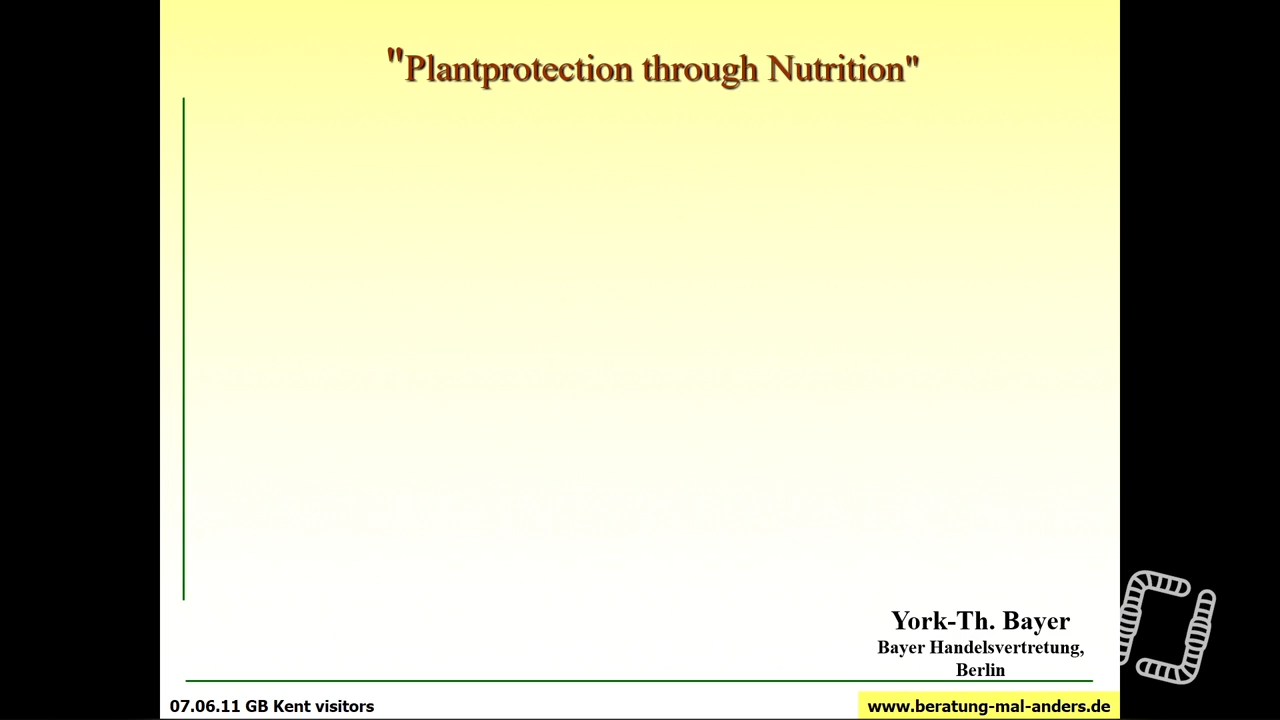 "Plantprotection through Nutrition"
York-Th. Bayer
Bayer Handelsvertretung,
Berlin
07.06.11 GB Kent visitors
www.beratung-mal-anders.de